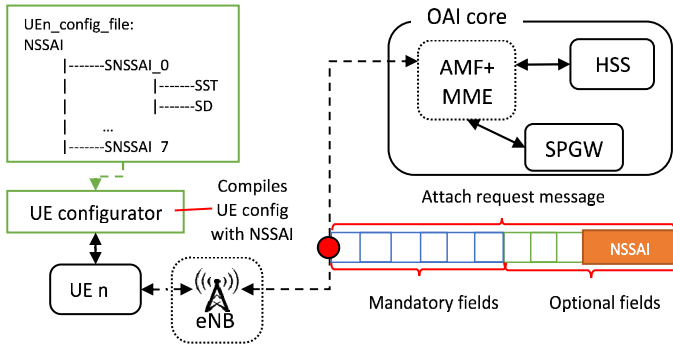 UEn_config_file:
NSSAI
|-------SNSSAI_0
| |-------SST
| |-------SD
| ...
|-------SNSSAI_7
UE configurator
Compiles
UE config
with NSSAI
UE n
eNB
OAI core
AMF+
MME
HSS
SPGW
Attach request message
NSSAI
Mandatory fields
Optional fields